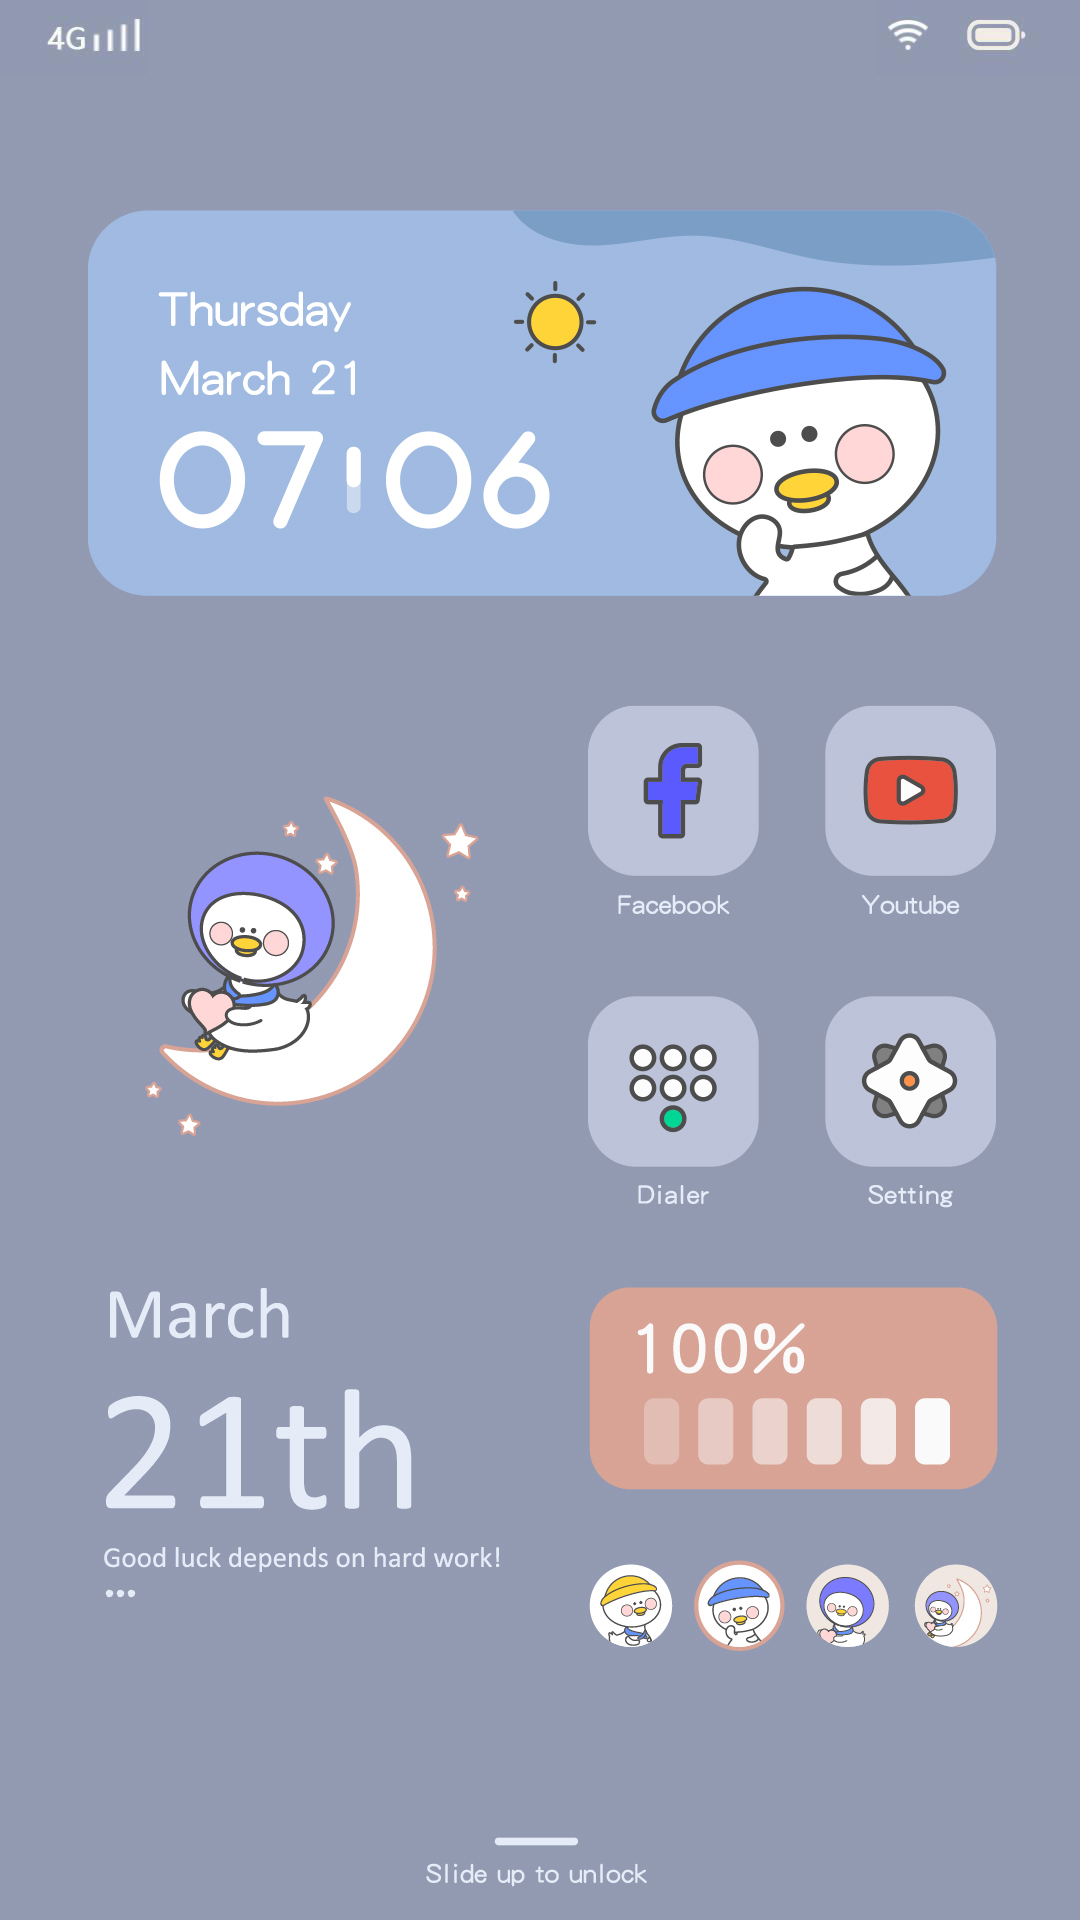 4G
Thursday
March 21
07:06
Facebook
Youtube
Dialer
Setting
March
21th
Good luck depends on hard work!
•••
100%
Slide up to unlock